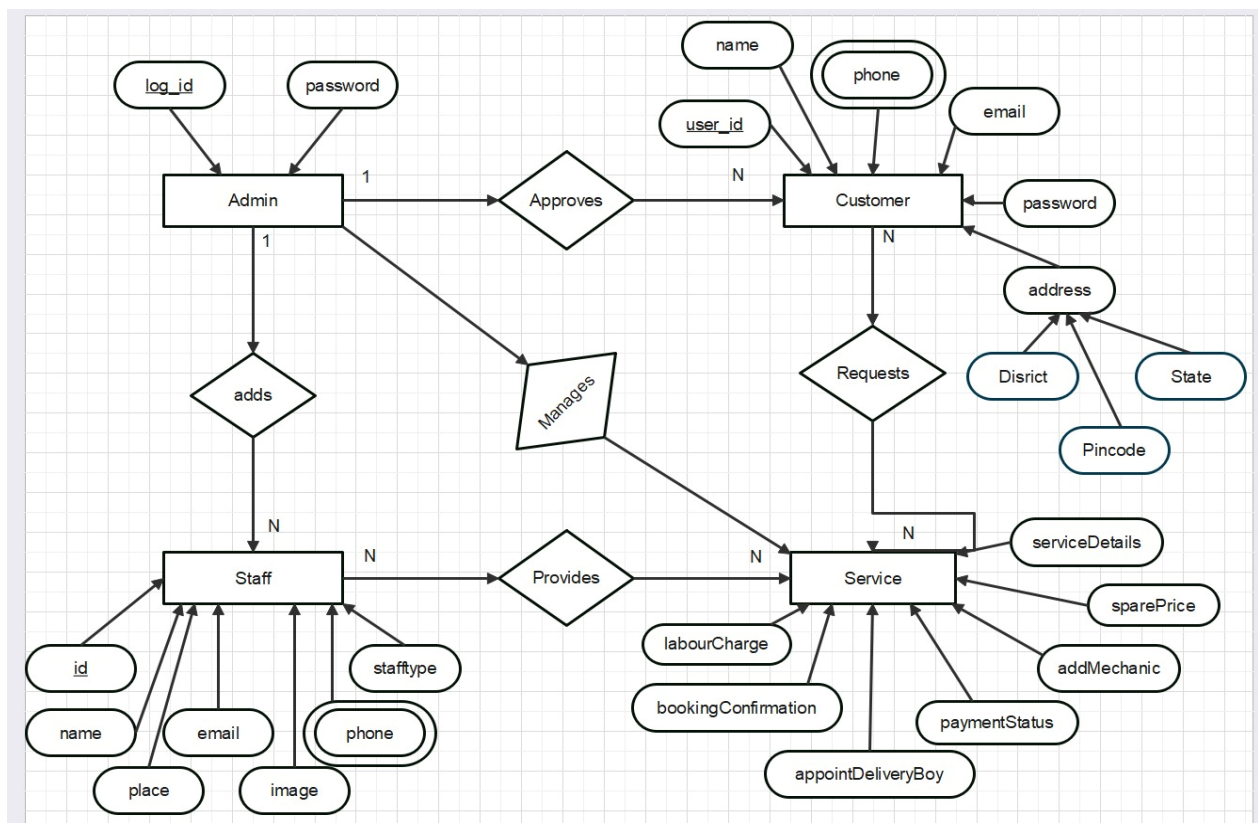 name
phone
log_id
password
email
user_id
1
N
Admin
Approves
Customer
password
1
N
address
Requests
Disrict
State
adds
Manages
Pincode
N
N
N
N
serviceDetails
Staff
Provides
Service
sparePrice
labourCharge
id
stafftype
addMechanic
bookingConfirmation
paymentStatus
name
email
phone
appointDeliveryBoy
place
image